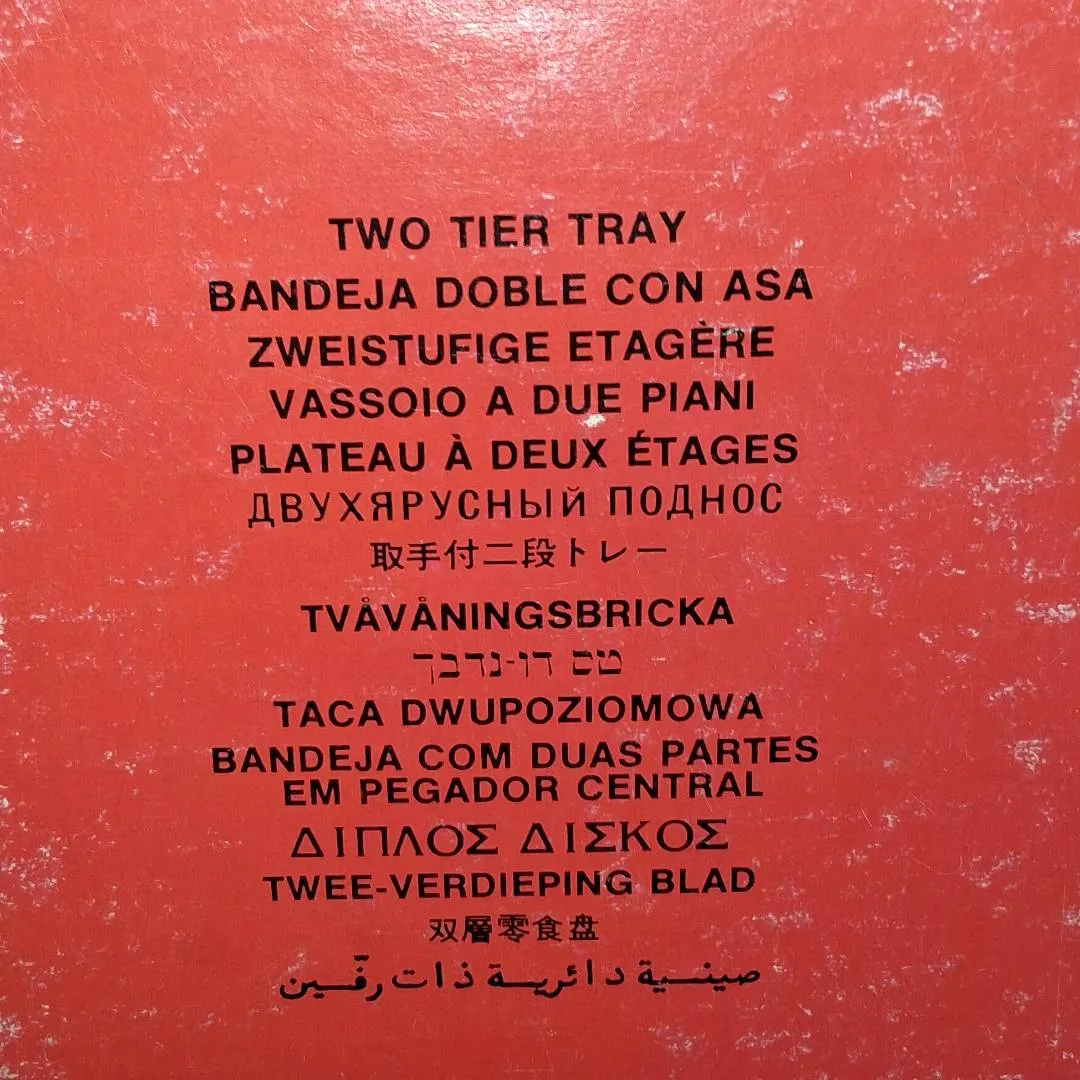 TWO TIER TRAY
BANDEJA DOBLE CON ASA
ZWEISTUFIGE ETAGÈRE
VASSOIO A DUE PIANI
PLATEAU À DEUX ÉTAGES
ДВУХЯРУСНЫЙ ПОДНОС
取手付二段トレー
TVÅVÅNINGSBRICKA
טס דו-נדבך
TACA DWUPOZIOMOWA
BANDEJA COM DUAS PARTES
EM PEGADOR CENTRAL
ΔΙΠΛΟΣ ΔΙΣΚΟΣ
TWEE-VERDIEPING BLAD
双層零食盘
صينية دائرية ذات رفّين